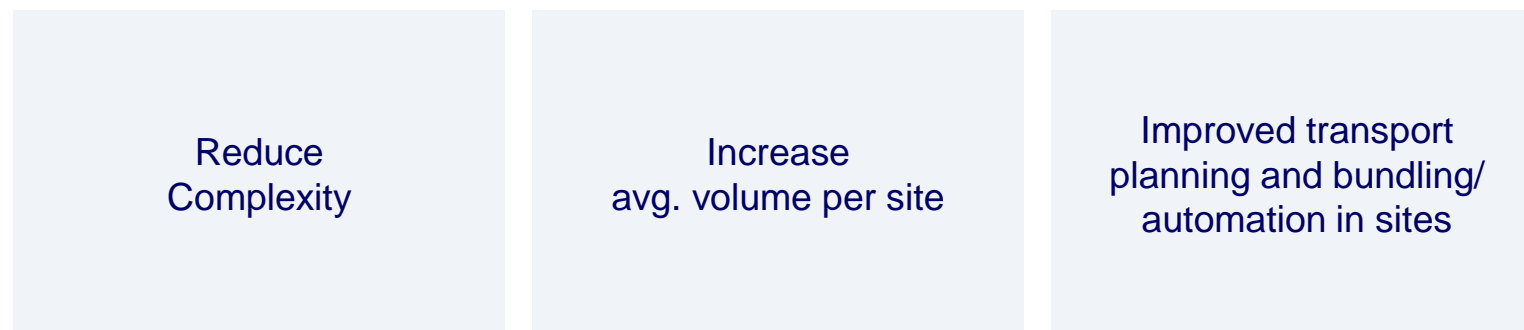 Reduce
Complexity
Increase
avg. volume per site
Improved transport
planning and bundling/
automation in sites